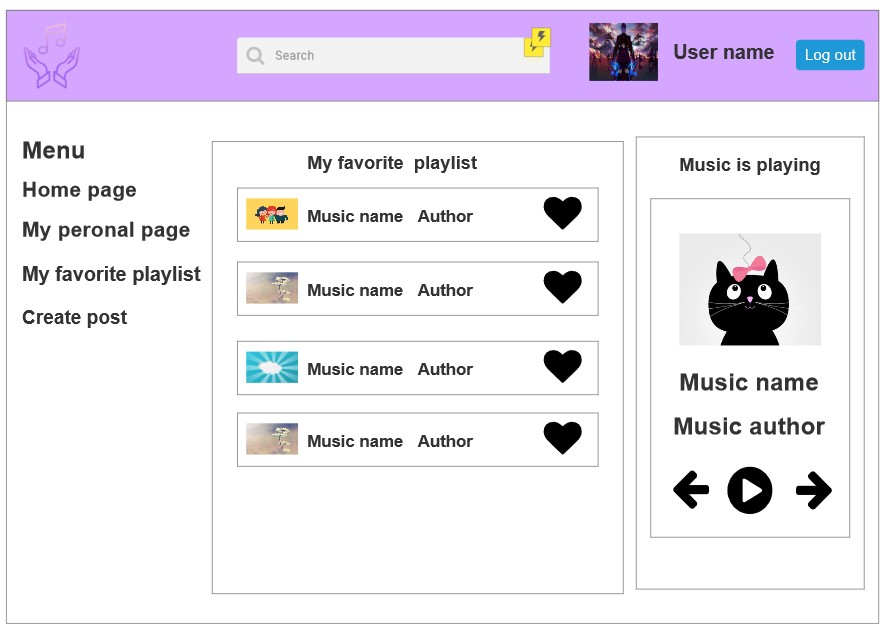 Search
User name
Log out
Menu
Home page
My peronal page
My favorite playlist
Create post
My favorite  playlist
Music name   Author
Music name   Author
Music name   Author
Music name   Author
Music is playing
Music name
Music author